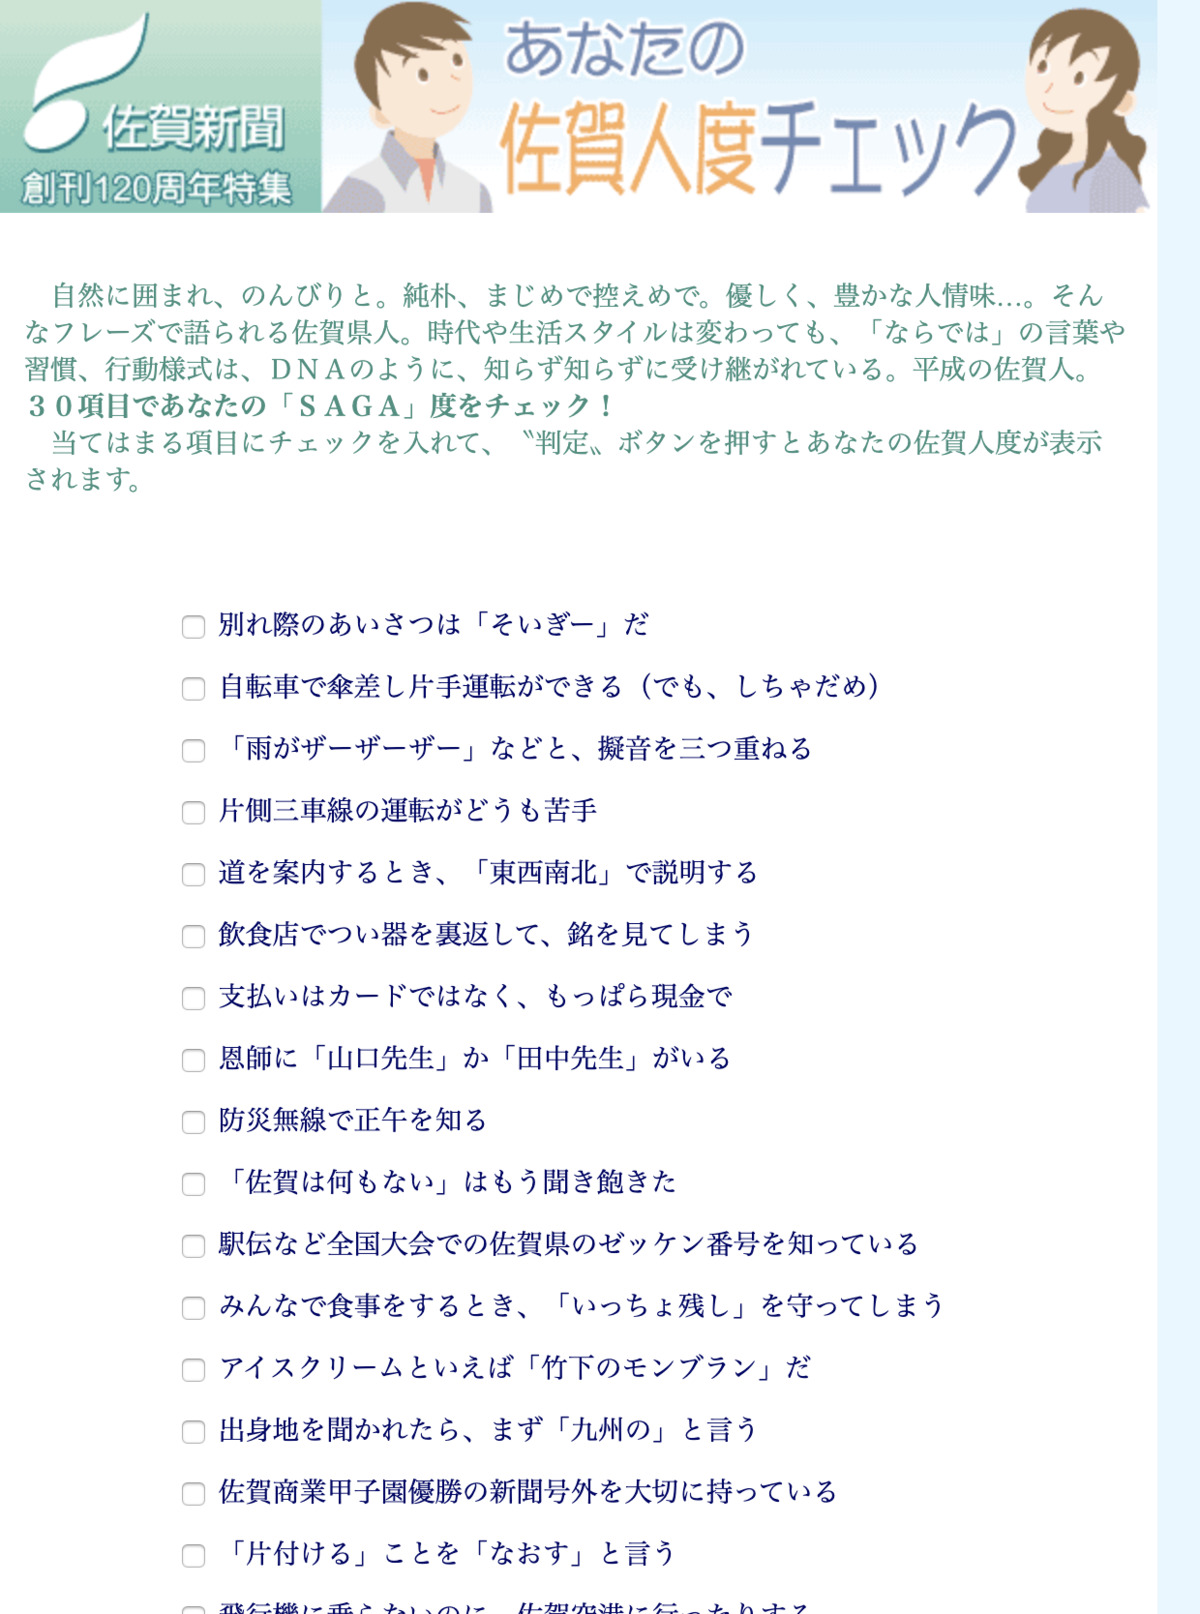 佐賀新聞
創刊120周年特集
あなたの
佐賀人度チェック
自然に囲まれ、のんびりと。純朴、まじめで控えめで。優しく、豊かな人情味…。そん
なフレーズで語られる佐賀県人。時代や生活スタイルは変わっても、「ならでは」の言葉や
習慣、行動様式は、ＤＮＡのように、知らず知らずに受け継がれている。平成の佐賀人。
３０項目であなたの「ＳＡＧＡ」度をチェック！
当てはまる項目にチェックを入れて、〝判定〟ボタンを押すとあなたの佐賀人度が表示
されます。
別れ際のあいさつは「そいぎー」だ
自転車で傘差し片手運転ができる（でも、しちゃだめ）
「雨がザーザーザー」などと、擬音を三つ重ねる
片側三車線の運転がどうも苦手
道を案内するとき、「東西南北」で説明する
飲食店でつい器を裏返して、銘を見てしまう
支払いはカードではなく、もっぱら現金で
恩師に「山口先生」か「田中先生」がいる
防災無線で正午を知る
「佐賀は何もない」はもう聞き飽きた
駅伝など全国大会での佐賀県のゼッケン番号を知っている
みんなで食事をするとき、「いっちょ残し」を守ってしまう
アイスクリームといえば「竹下のモンブラン」だ
出身地を聞かれたら、まず「九州の」と言う
佐賀商業甲子園優勝の新聞号外を大切に持っている
「片付ける」ことを「なおす」と言う
飛行機に乗らないのに、佐賀空港に行ったりする